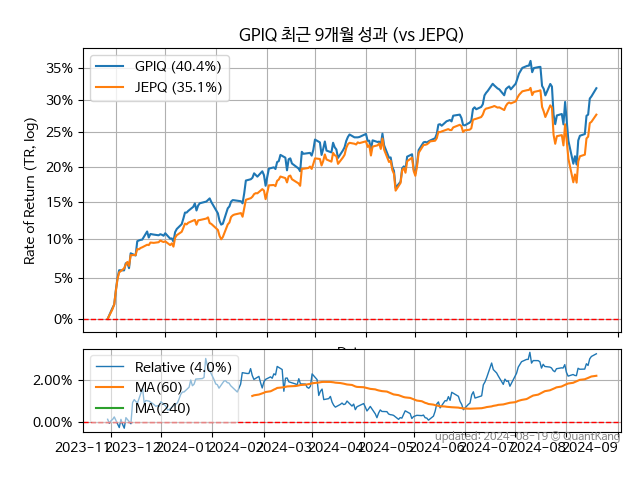 GPIQ 최근 9개월 성과 (vs JEPQ)
Rate of Return (TR, log)
35%
30%
25%
20%
15%
10%
5%
0%
GPIQ (40.4%)
JEPQ (35.1%)
2.00%
0.00%
Relative (4.0%)
MA(60)
MA(240)
2023-11 2023-12 2024-01 2024-02 2024-03 2024-04 2024-05 2024-06 2024-07 2024-08 2024-09
updated: 2024-08-19 © QuantKang